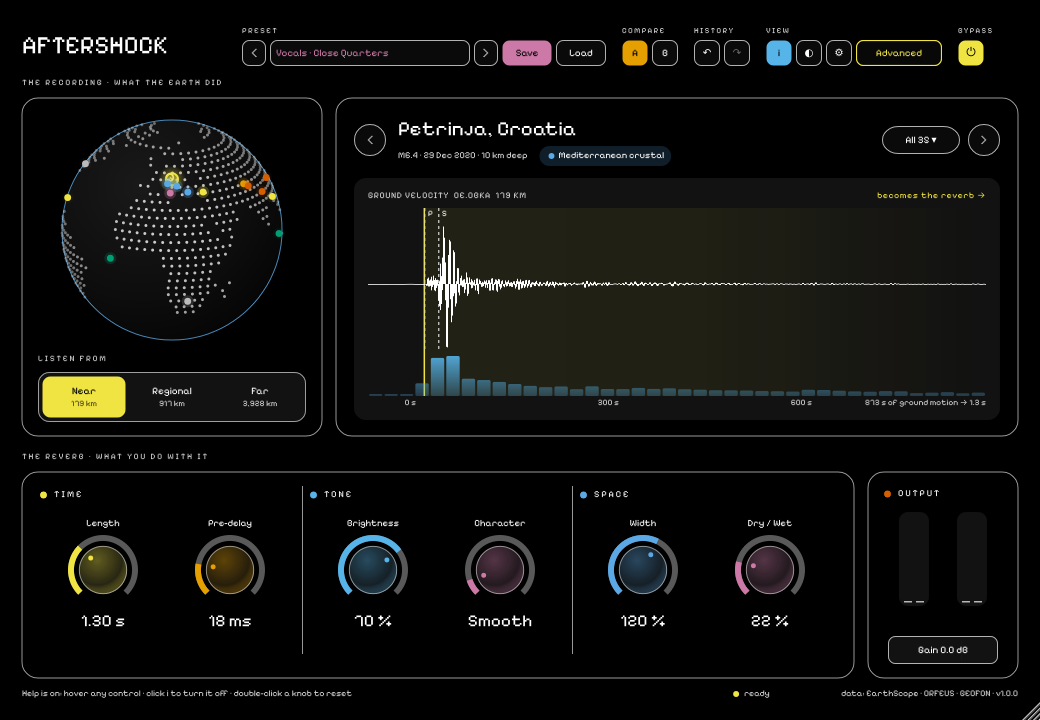 AFTERSHOCK
PRESET
Vocals · Close Quarters
Save
Load
COMPARE
A
B
HISTORY
VIEW
i
Advanced
BYPASS
THE RECORDING · WHAT THE EARTH DID
LISTEN FROM
Near
179 km
Regional
917 km
Far
3,928 km
Petrinja, Croatia
M6.4 · 29 Dec 2020 · 10 km deep
Mediterranean crustal
All 35 ▾
GROUND VELOCITY OE.DGKA 179 KM
becomes the reverb →
P
S
0 s
300 s
600 s
873 s of ground motion → 1.3 s
THE REVERB · WHAT YOU DO WITH IT
TIME
Length
1.30 s
Pre-delay
18 ms
TONE
Brightness
70 %
Character
Smooth
SPACE
Width
120 %
Dry / Wet
22 %
OUTPUT
Gain 0.0 dB
Help is on: hover any control · click i to turn it off · double-click a knob to reset
ready
data: EarthScope · ORFEUS · GEOFON · v1.0.0